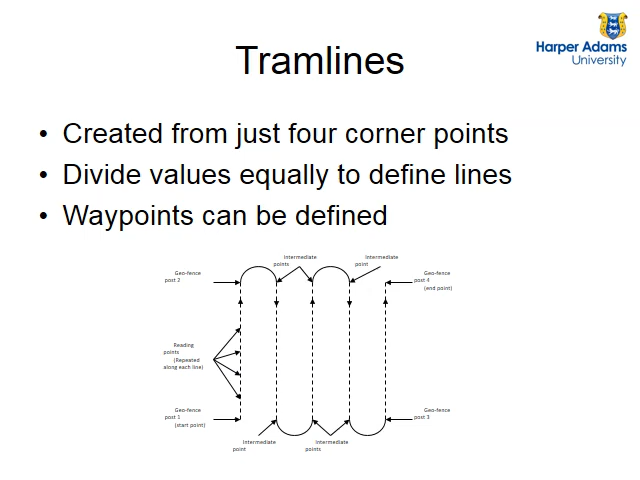 Harper Adams
University
Tramlines
• Created from just four corner points
• Divide values equally to define lines
• Waypoints can be defined
Intermediate
points
Intermediate
point
Geo-fence
post 2
Geo-fence
post 4
(end point)
Reading
points
(Repeated
along each line)
Geo-fence
post 1
(start point)
Geo-fence
post 3
Intermediate
point
Intermediate
points